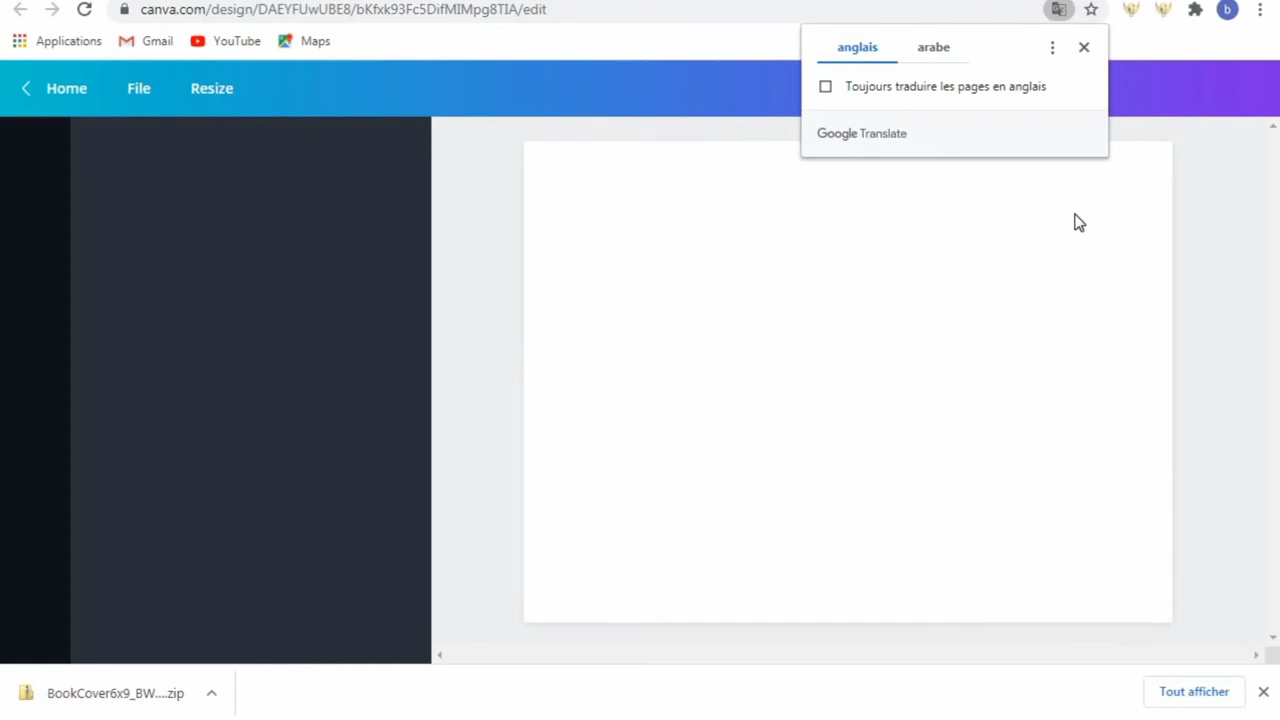 canva.com/design/DAEYFUwUBE8/bKfxk93Fc5DifMIMpg8TIA/edit
b
Applications Gmail YouTube Maps
anglais arabe
Home File Resize
Toujours traduire les pages en anglais
Google Translate
BookCover6x9_BW....zip
Tout afficher